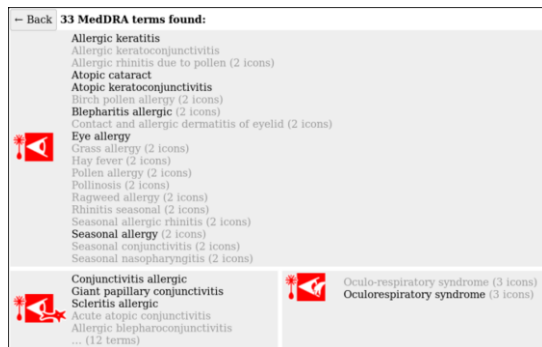 ← Back 33 MedDRA terms found:
Allergic keratitis
Allergic keratoconjunctivitis
Allergic rhinitis due to pollen (2 icons)
Atopic cataract
Atopic keratoconjunctivitis
Birch pollen allergy (2 icons)
Blepharitis allergic (2 icons)
Contact and allergic dermatitis of eyelid (2 icons)
Eye allergy
Grass allergy (2 icons)
Hay fever (2 icons)
Pollen allergy (2 icons)
Pollinosis (2 icons)
Ragweed allergy (2 icons)
Rhinitis seasonal (2 icons)
Seasonal allergic rhinitis (2 icons)
Seasonal allergy (2 icons)
Seasonal conjunctivitis (2 icons)
Seasonal nasopharyngitis (2 icons)
Conjunctivitis allergic
Giant papillary conjunctivitis
Scleritis allergic
Acute atopic conjunctivitis
Allergic blepharoconjunctivitis
... (12 terms)
Oculo-respiratory syndrome (3 icons)
Oculorespiratory syndrome (3 icons)